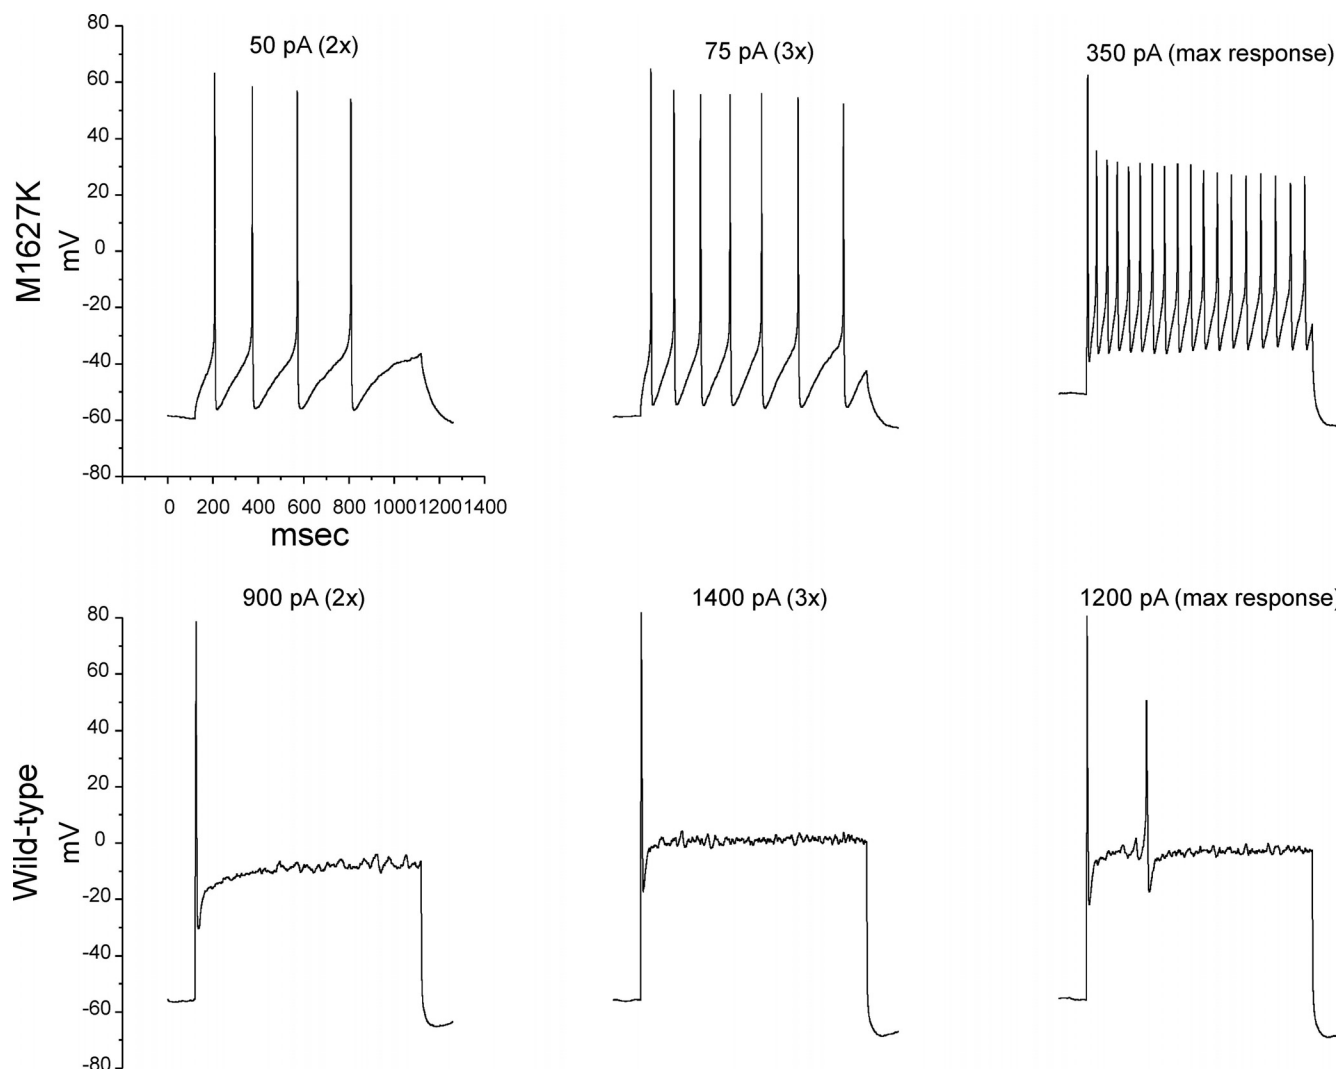 50 pA (2x)
75 pA (3x)
350 pA (max response)
M1627K
mV
80
60
40
20
0
-20
-40
-60
-80
0 200 400 600 800 1000 1200 1400
msec
900 pA (2x)
1400 pA (3x)
1200 pA (max response)
Wild-type
mV
80
60
40
20
0
-20
-40
-60
-80